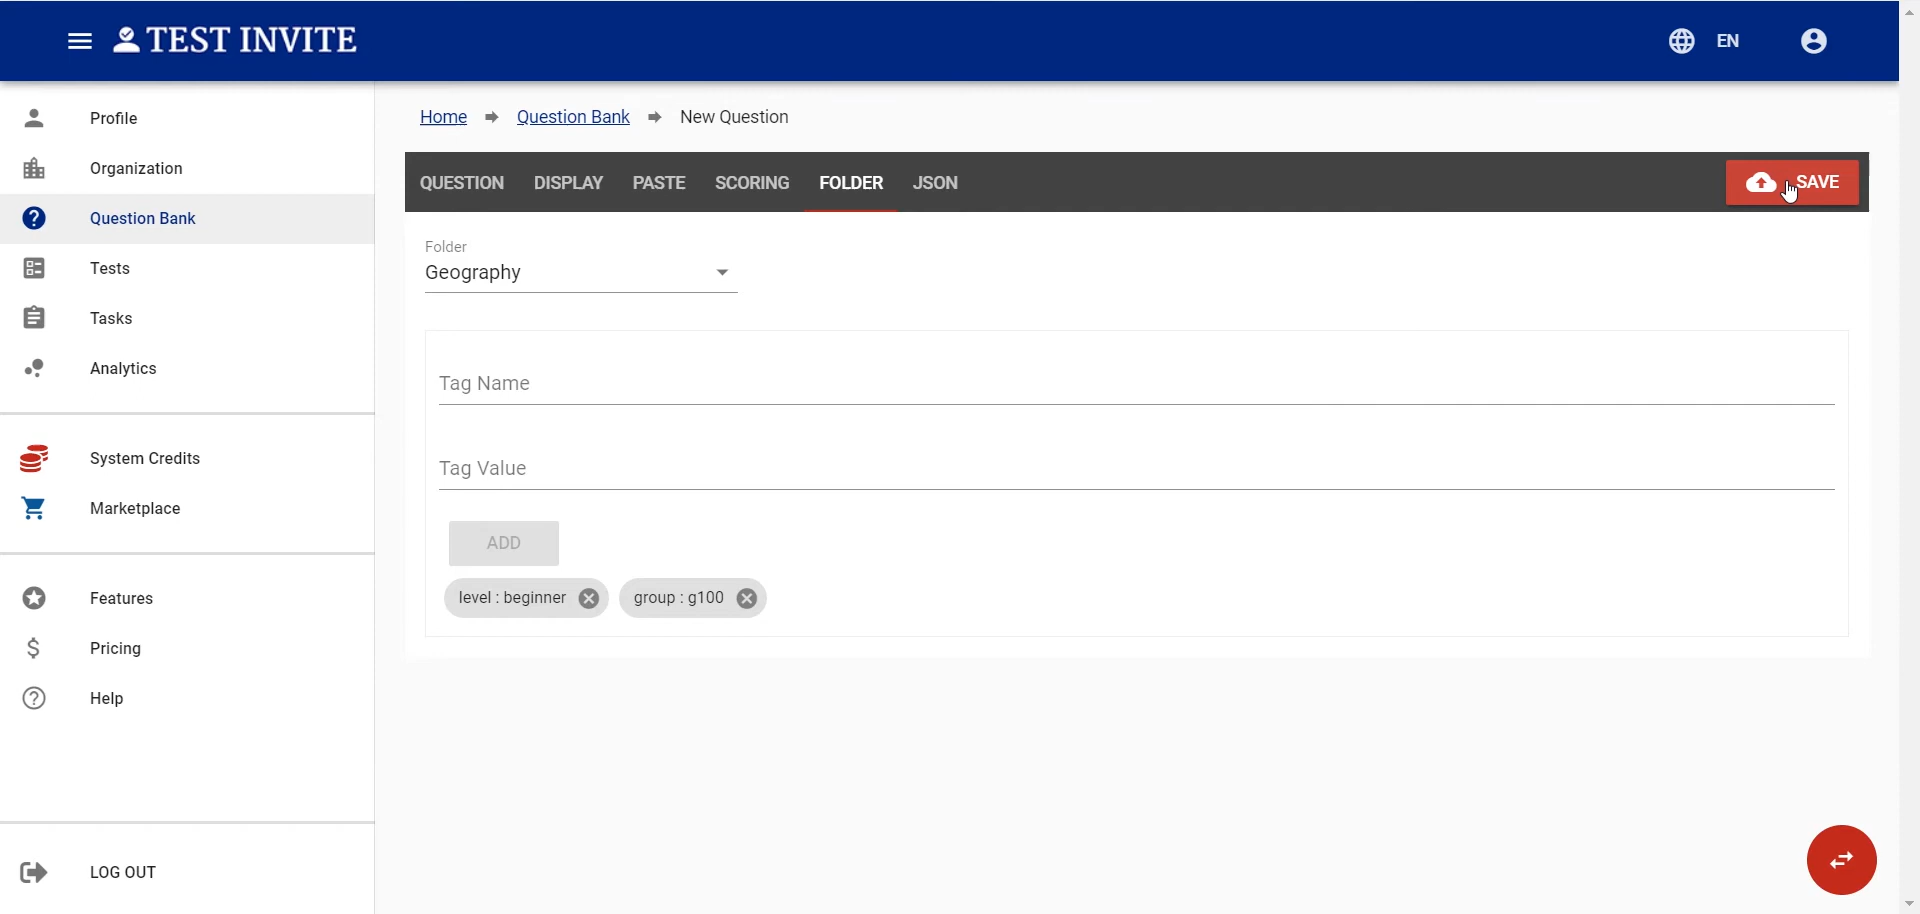 TEST INVITE
EN
Profile
Organization
Question Bank
Tests
Tasks
Analytics
System Credits
Marketplace
Features
Pricing
Help
LOG OUT
Home Question Bank New Question
QUESTION DISPLAY PASTE SCORING FOLDER JSON SAVE
Folder
Geography
Tag Name
Tag Value
ADD
level : beginner group : g100